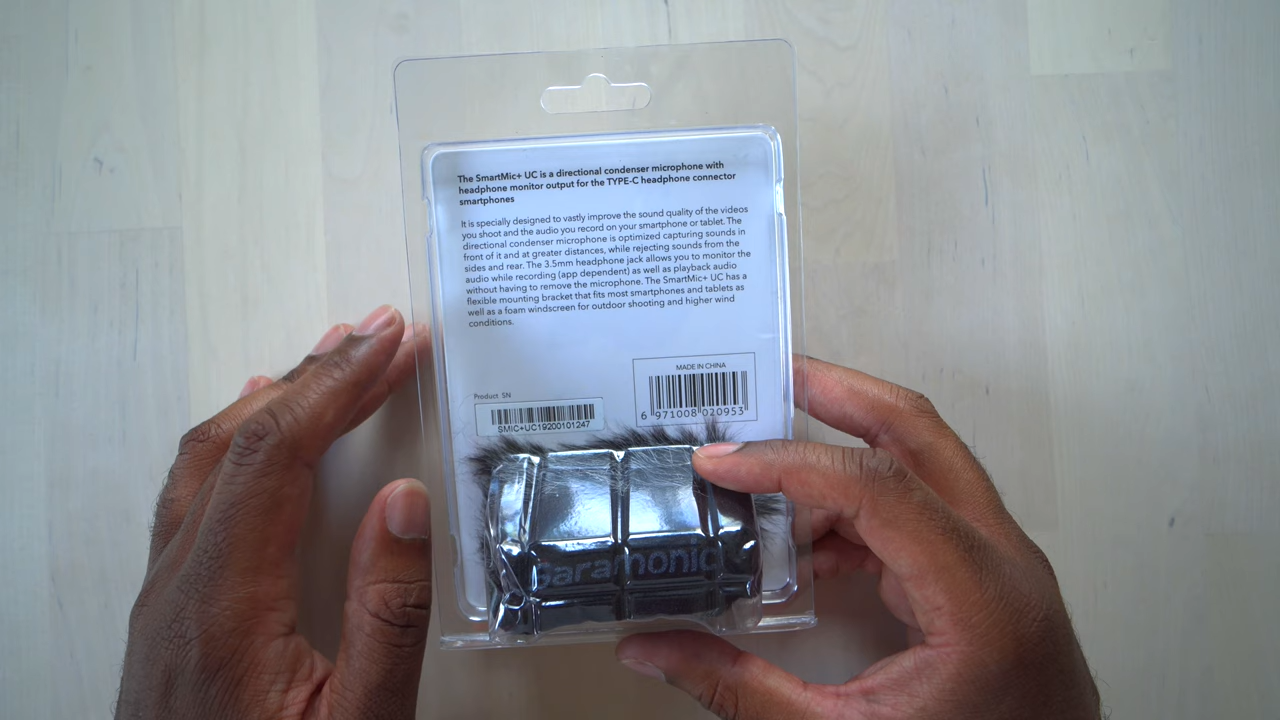 The SmartMic+ UC is a directional condenser microphone with
headphone monitor output for the TYPE-C headphone connector
smartphones
It is specially designed to vastly improve the sound quality of the videos
you shoot and the audio you record on your smartphone or tablet. The
directional condenser microphone is optimized capturing sounds in
front of it and at greater distances, while rejecting sounds from the
sides and rear. The 3.5mm headphone jack allows you to monitor the
audio while recording (app dependent) as well as playback audio
without having to remove the microphone. The SmartMic+ UC has a
flexible mounting bracket that fits most smartphones and tablets as
well as a foam windscreen for outdoor shooting and higher wind
conditions.
MADE IN CHINA
6 971008 020953
Product SN
SMIC+UC19200101247
Saramonic